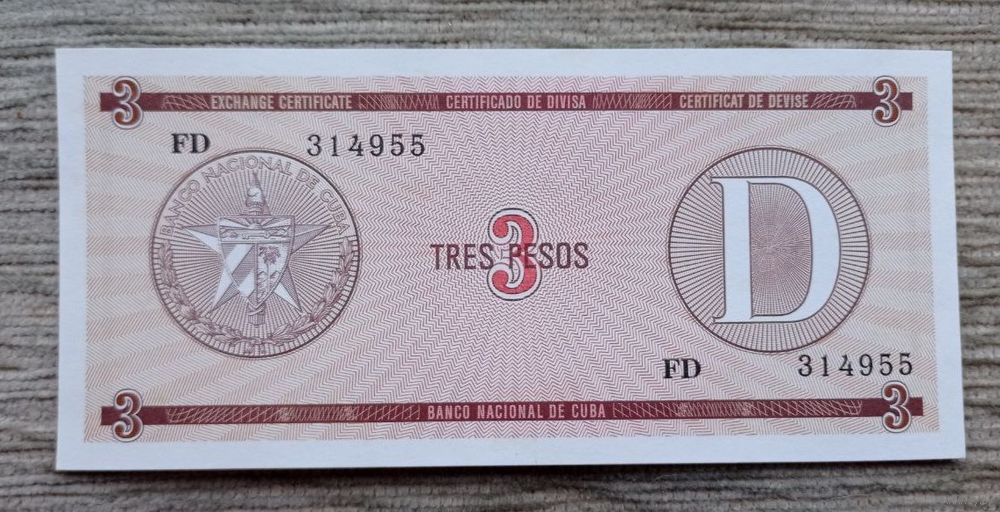 3 EXCHANGE CERTIFICATE CERTIFICADO DE DIVISA CERTIFICAT DE DEVISE 3
FD 314955
BANCO NACIONAL DE CUBA
TRES PESOS
3
D
FD 314955
3 BANCO NACIONAL DE CUBA 3